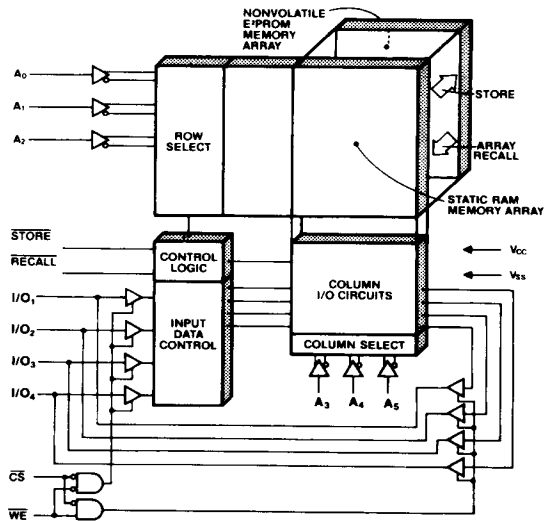 NONVOLATILE
E²PROM
MEMORY
ARRAY
A₀
A₁
A₂
ROW
SELECT
STORE
ARRAY
RECALL
STATIC RAM
MEMORY ARRAY
STORE
RECALL
CONTROL
LOGIC
COLUMN
I/O CIRCUITS
VCC
VSS
I/O₁
I/O₂
I/O₃
I/O₄
INPUT
DATA
CONTROL
COLUMN SELECT
A₃ A₄ A₅
CS
WE